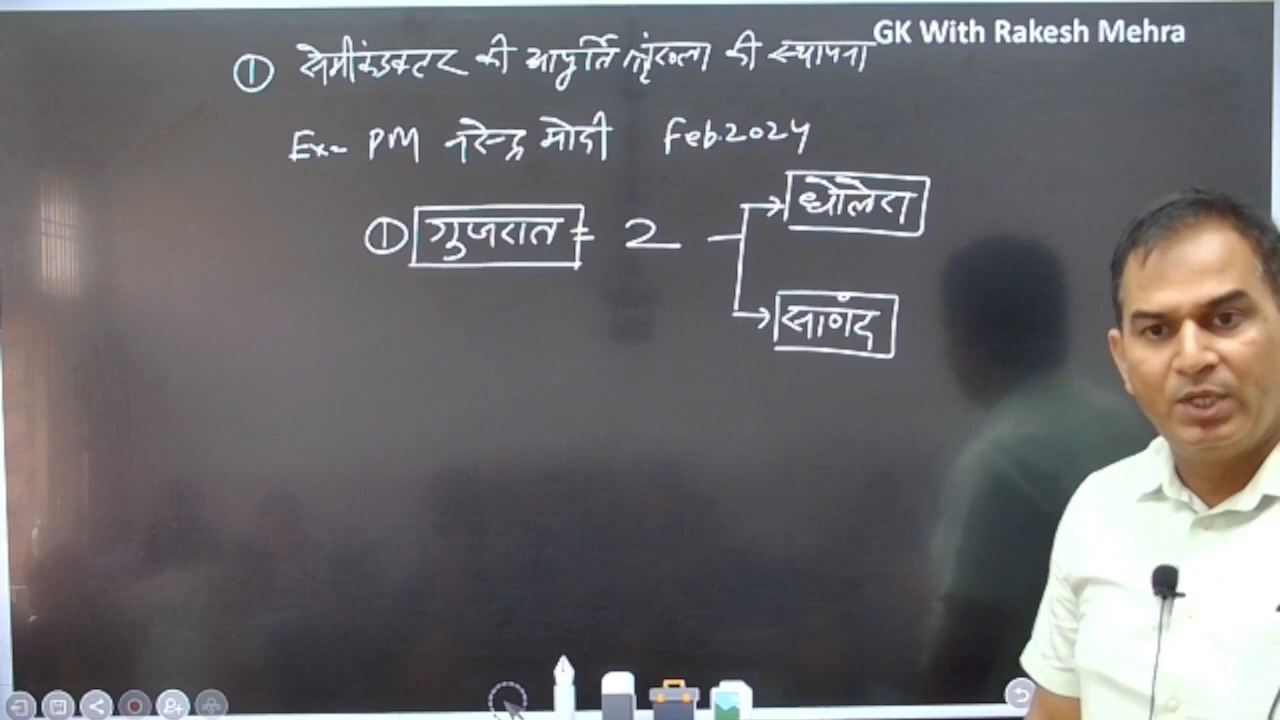 GK With Rakesh Mehra
① सेमीकंडक्टर की आपूर्ति श्रृंखला की स्थापना
Ex- PM नरेन्द्र मोदी Feb.2024
① गुजरात = 2
धोलेरा
साणंद